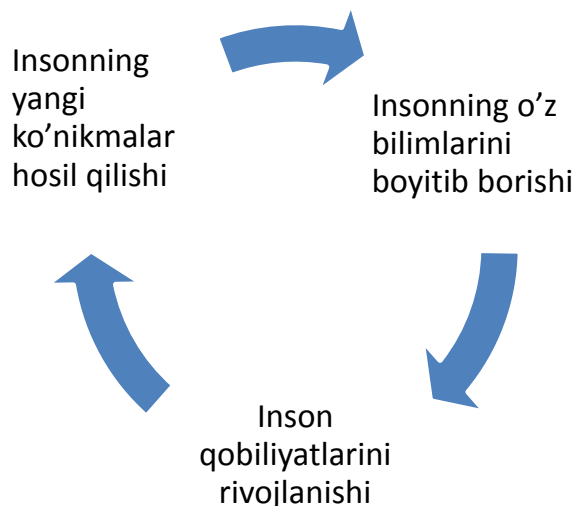 Insonning
yangi
ko’nikmalar
hosil qilishi
Insonning o’z
bilimlarini
boyitib borishi
Inson
qobiliyatlarini
rivojlanishi